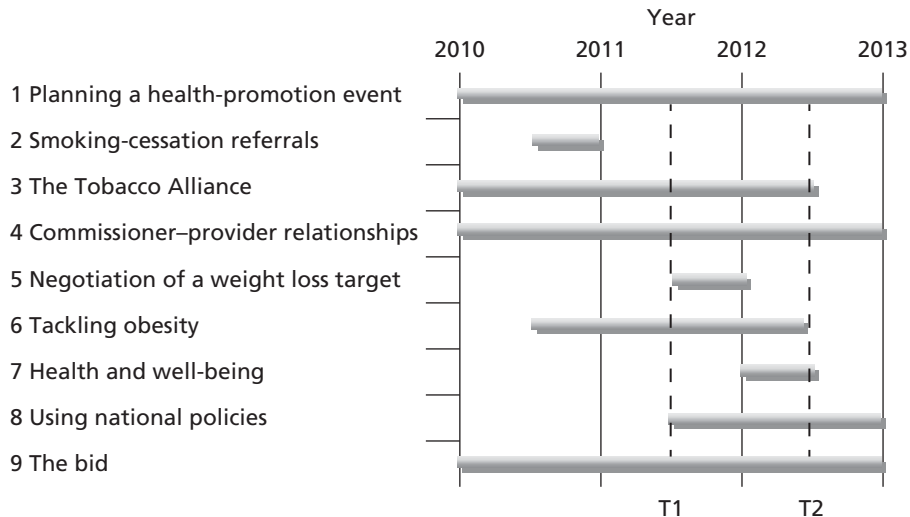 Year
2010 2011 2012 2013
1 Planning a health-promotion event
2 Smoking-cessation referrals
3 The Tobacco Alliance
4 Commissioner–provider relationships
5 Negotiation of a weight loss target
6 Tackling obesity
7 Health and well-being
8 Using national policies
9 The bid
T1 T2